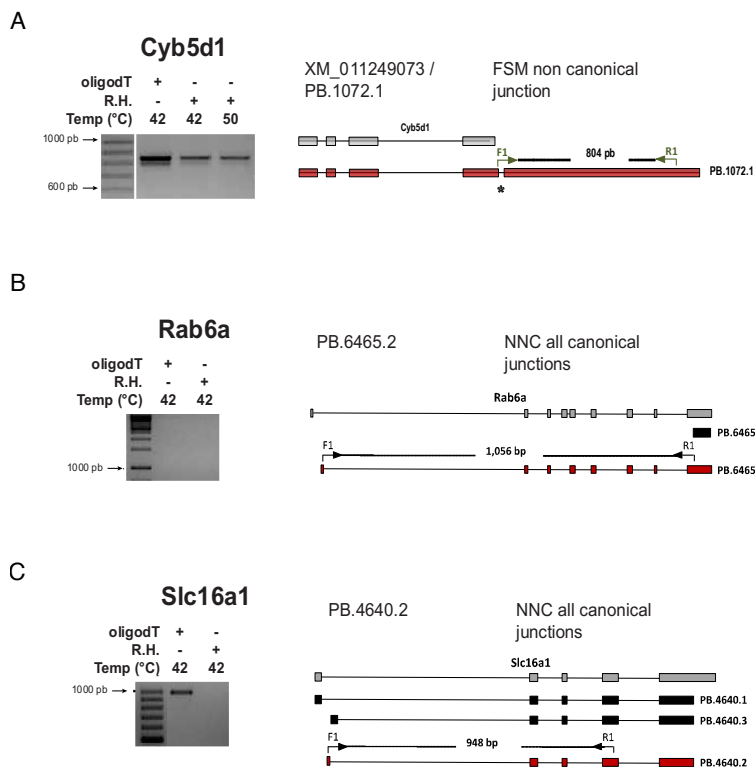 A
Cyb5d1
oligodT + - -
R.H. - + +
Temp (°C) 42 42 50
1000 pb
600 pb
XM_011249073 /
PB.1072.1
FSM non canonical
junction
Cyb5d1
F1 804 pb R1
PB.1072.1
*
B
Rab6a
oligodT + -
R.H. - +
Temp (°C) 42 42
1000 pb
PB.6465.2
NNC all canonical
junctions
Rab6a
PB.6465
F1 1,056 bp R1
PB.6465
C
Slc16a1
oligodT + -
R.H. - +
Temp (°C) 42 42
1000 pb
PB.4640.2
NNC all canonical
junctions
Slc16a1
PB.4640.1
PB.4640.3
F1 948 bp R1
PB.4640.2